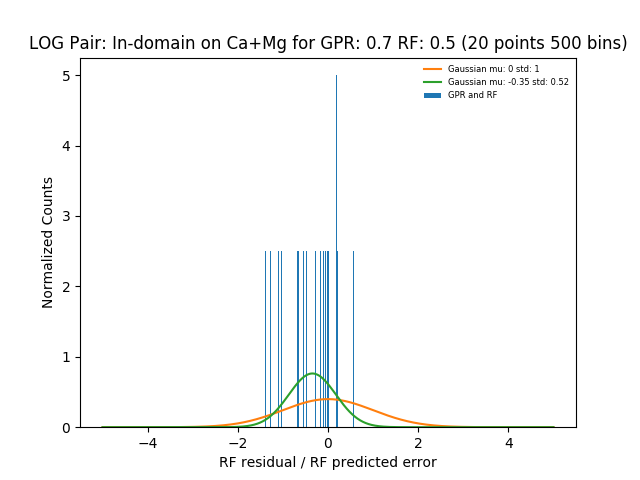 LOG Pair: In-domain on Ca+Mg for GPR: 0.7 RF: 0.5 (20 points 500 bins)
Gaussian mu: 0 std: 1
Gaussian mu: -0.35 std: 0.52
GPR and RF
Normalized Counts
5
4
3
2
1
0
−4 −2 0 2 4
RF residual / RF predicted error